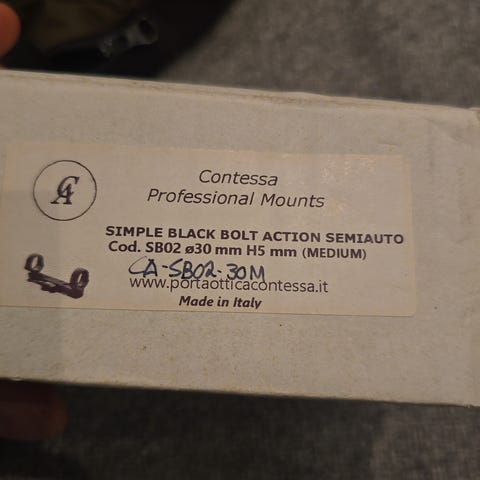 CA
Contessa
Professional Mounts
SIMPLE BLACK BOLT ACTION SEMIAUTO
Cod. SB02 ø30 mm H5 mm (MEDIUM)
CA-SB02-30M
www.portaotticacontessa.it
Made in Italy